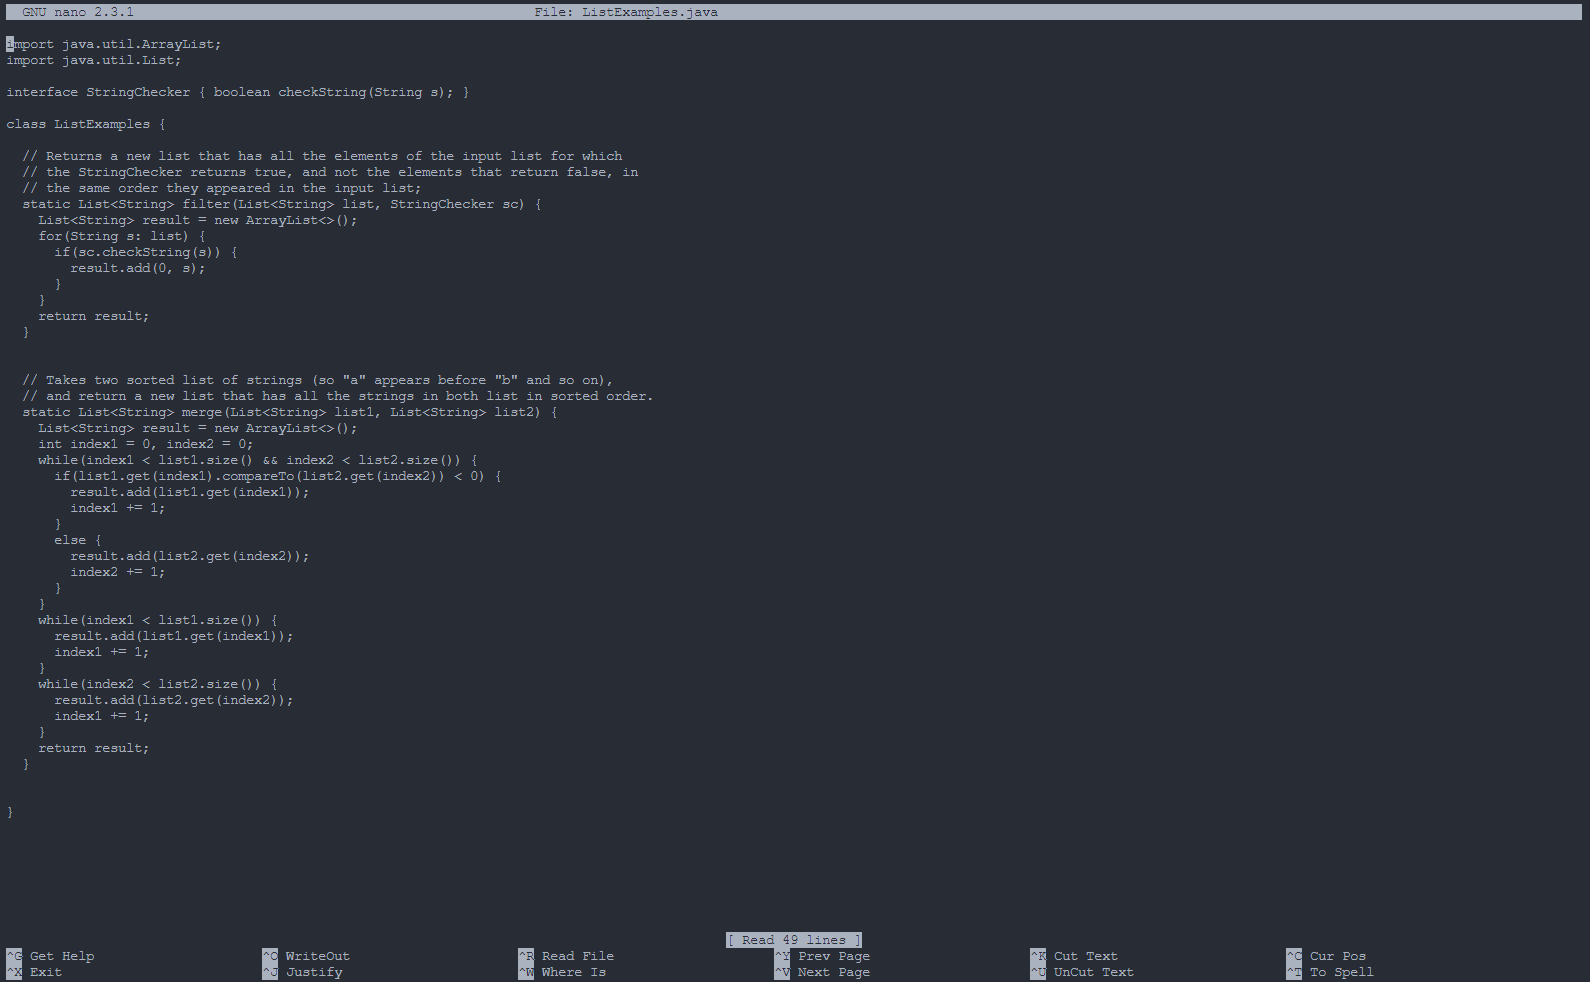 GNU nano 2.3.1 File: ListExamples.java
import java.util.ArrayList;
import java.util.List;
interface StringChecker { boolean checkString(String s); }
class ListExamples {
  // Returns a new list that has all the elements of the input list for which
  // the StringChecker returns true, and not the elements that return false, in
  // the same order they appeared in the input list;
  static List<String> filter(List<String> list, StringChecker sc) {
    List<String> result = new ArrayList<>();
    for(String s: list) {
      if(sc.checkString(s)) {
        result.add(0, s);
      }
    }
    return result;
  }
  // Takes two sorted list of strings (so "a" appears before "b" and so on),
  // and return a new list that has all the strings in both list in sorted order.
  static List<String> merge(List<String> list1, List<String> list2) {
    List<String> result = new ArrayList<>();
    int index1 = 0, index2 = 0;
    while(index1 < list1.size() && index2 < list2.size()) {
      if(list1.get(index1).compareTo(list2.get(index2)) < 0) {
        result.add(list1.get(index1));
        index1 += 1;
      }
      else {
        result.add(list2.get(index2));
        index2 += 1;
      }
    }
    while(index1 < list1.size()) {
      result.add(list1.get(index1));
      index1 += 1;
    }
    while(index2 < list2.size()) {
      result.add(list2.get(index2));
      index1 += 1;
    }
    return result;
  }
}
[ Read 49 lines ]
^G Get Help ^O WriteOut ^R Read File ^Y Prev Page ^K Cut Text ^C Cur Pos
^X Exit ^J Justify ^W Where Is ^V Next Page ^U UnCut Text ^T To Spell